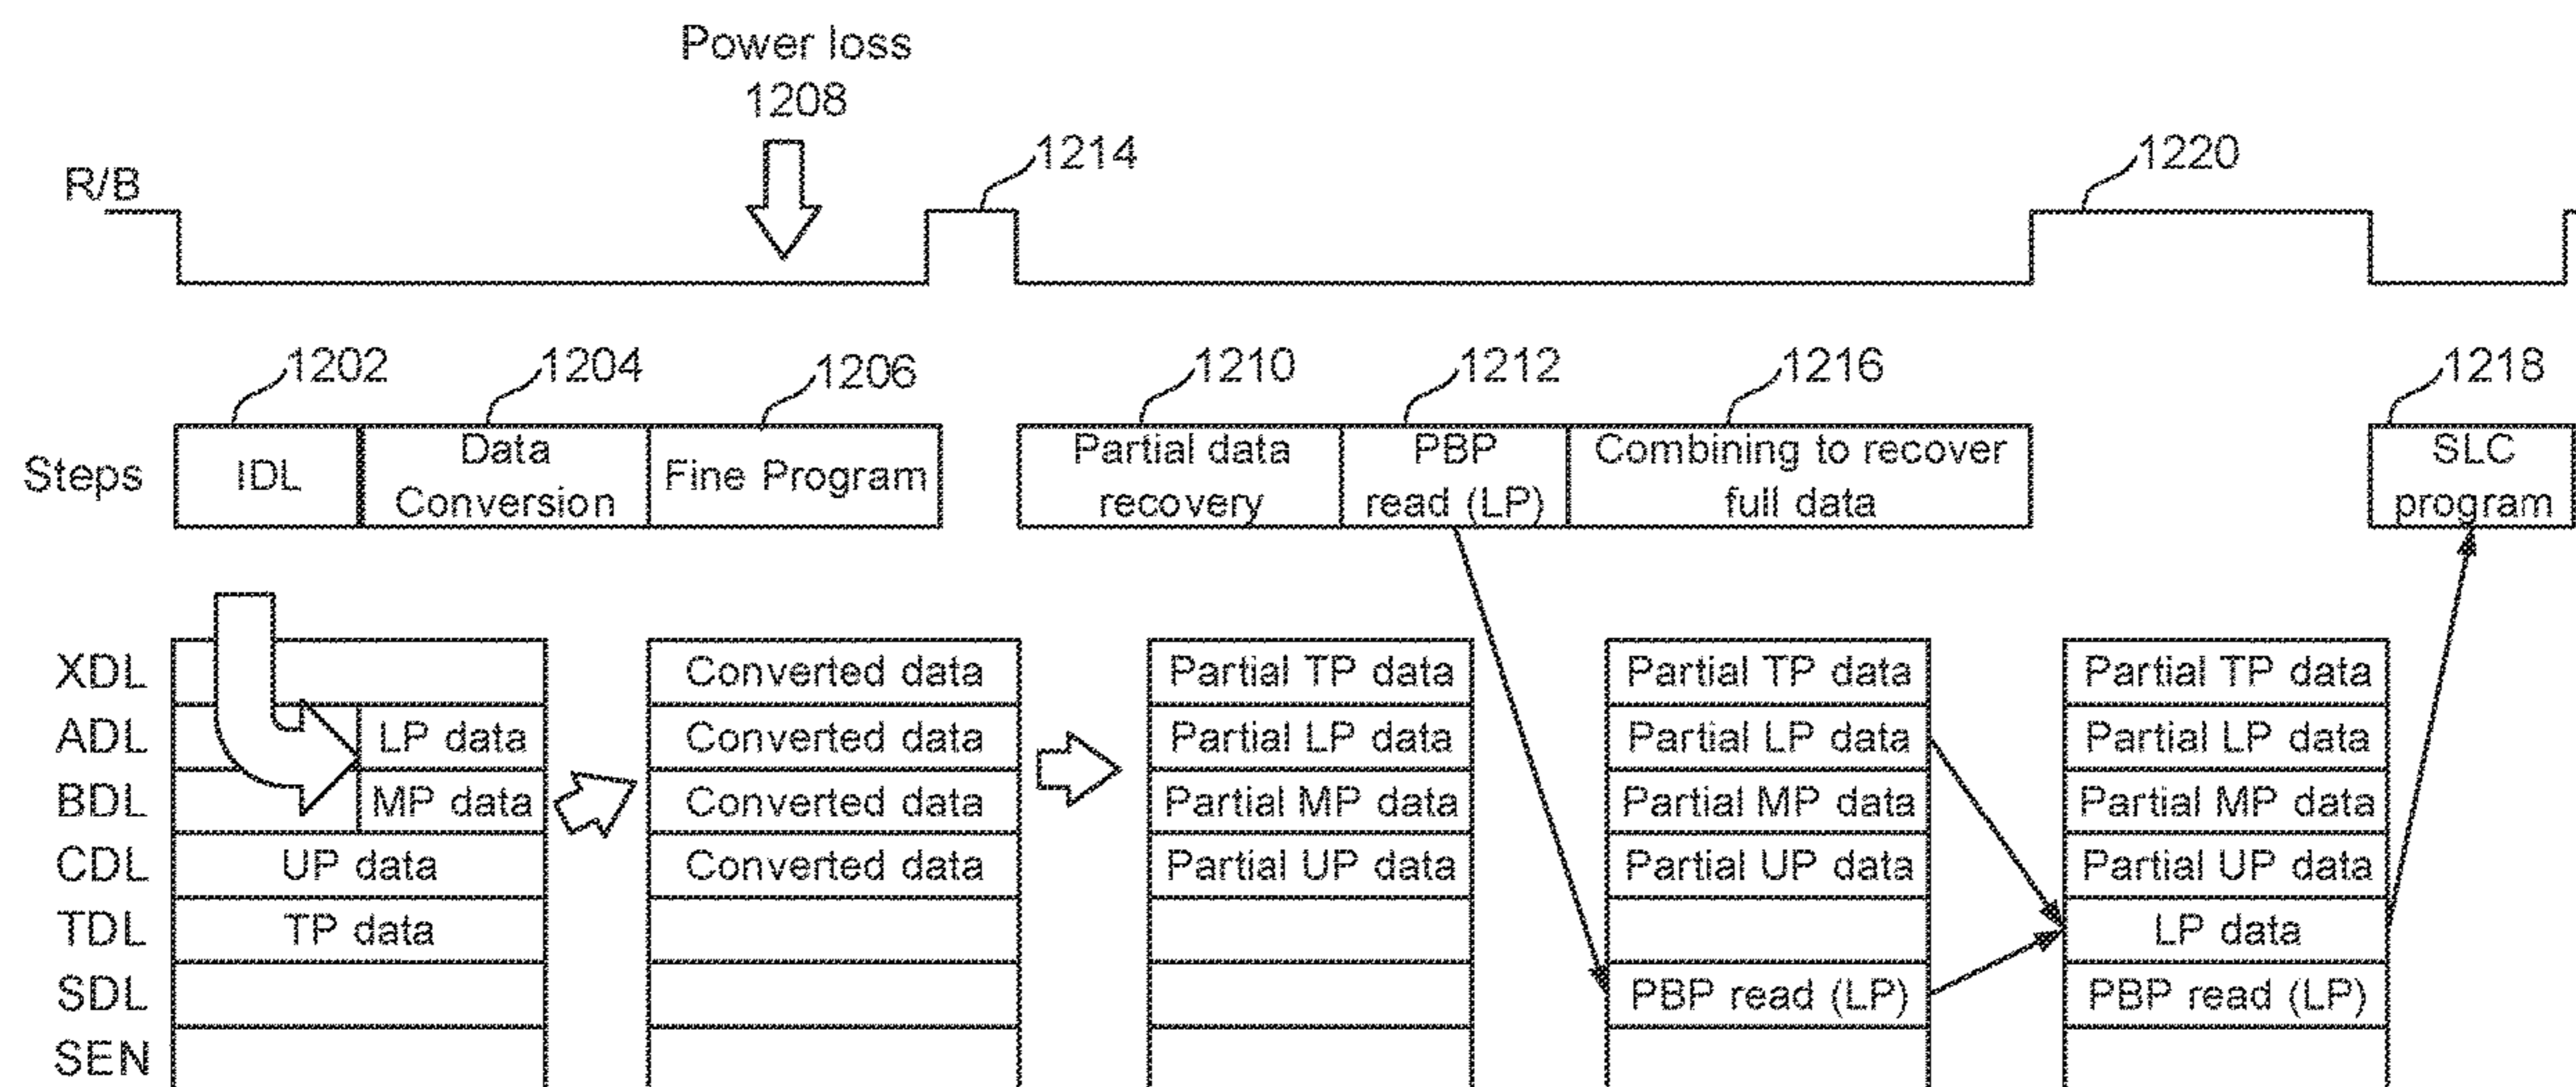 Power loss
1208
1214
1220
R/B
1202
1204
1206
1210
1212
1216
1218
Steps
IDL
Data
Conversion
Fine Program
Partial data
recovery
PBP
read (LP)
Combining to recover
full data
SLC
program
XDL
Converted data
Partial TP data
Partial TP data
Partial TP data
ADL
LP data
Converted data
Partial LP data
Partial LP data
Partial LP data
BDL
MP data
Converted data
Partial MP data
Partial MP data
Partial MP data
CDL
UP data
Converted data
Partial UP data
Partial UP data
Partial UP data
TDL
TP data
LP data
SDL
PBP read (LP)
PBP read (LP)
SEN